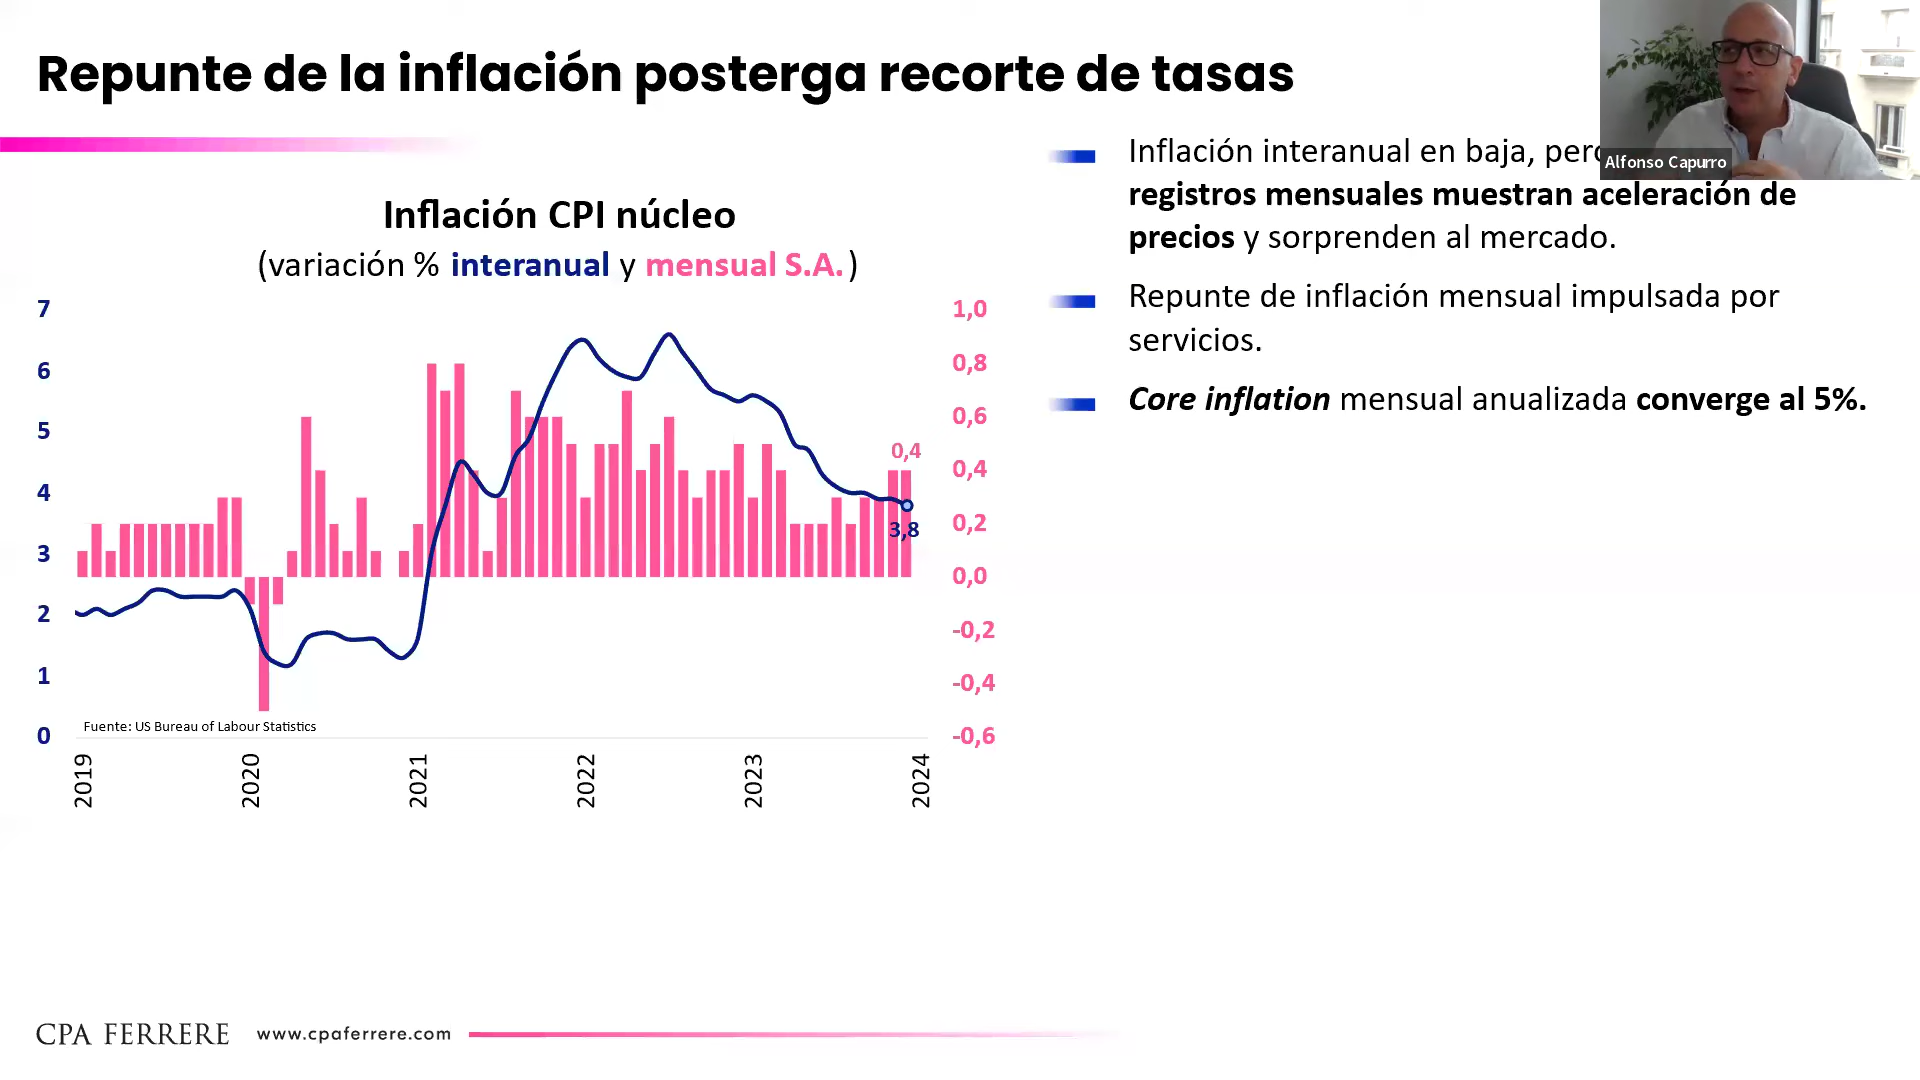 Repunte de la inflación posterga recorte de tasas
Alfonso Capurro
Inflación CPI núcleo
(variación % interanual y mensual S.A.)
7
6
5
4
3
2
1
0
1,0
0,8
0,6
0,4
0,2
0,0
-0,2
-0,4
-0,6
0,4
3,8
Fuente: US Bureau of Labour Statistics
2019
2020
2021
2022
2023
2024
Inflación interanual en baja,
registros mensuales muestran aceleración de
precios y sorprenden al mercado.
Repunte de inflación mensual impulsada por
servicios.
Core inflation mensual anualizada converge al 5%.
CPA FERRERE
www.cpaferrere.com